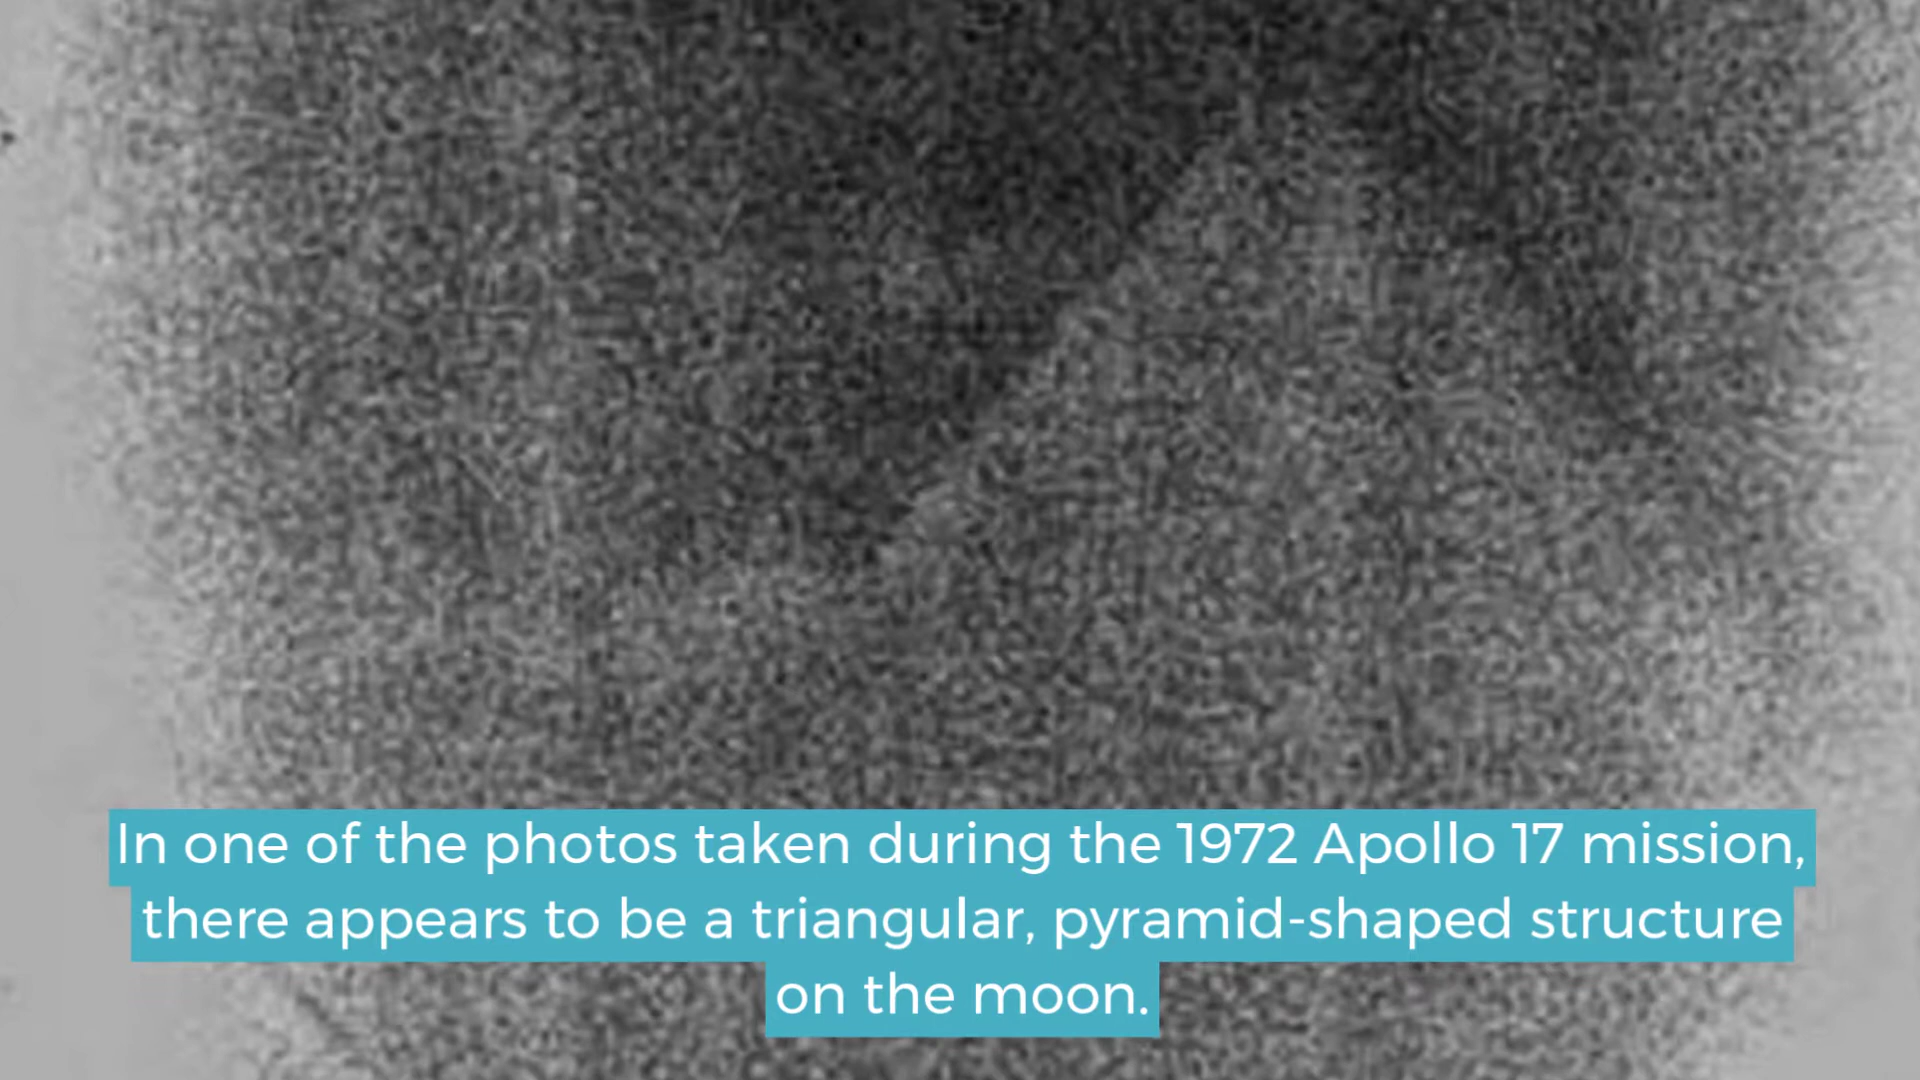 In one of the photos taken during the 1972 Apollo 17 mission,
there appears to be a triangular, pyramid-shaped structure
on the moon.